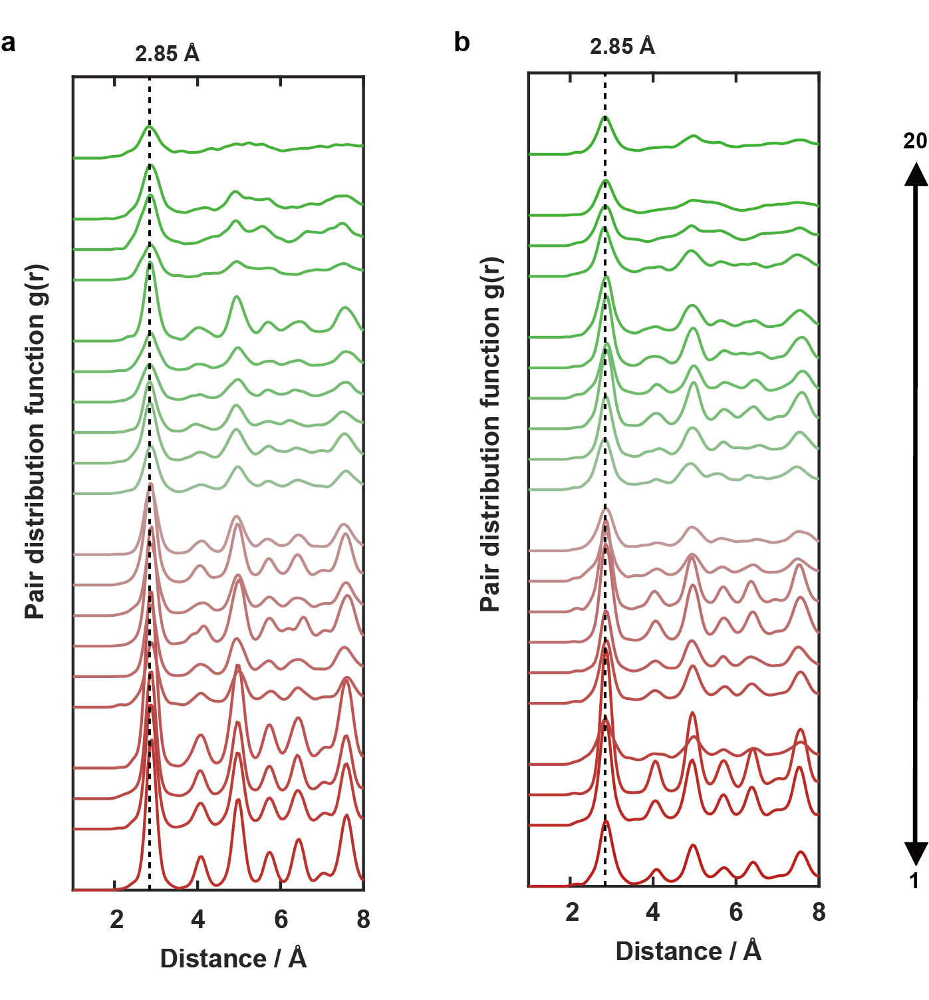 a
b
2.85 Å
2.85 Å
20
Pair distribution function g(r)
Pair distribution function g(r)
1
2 4 6 8
2 4 6 8
Distance / Å
Distance / Å